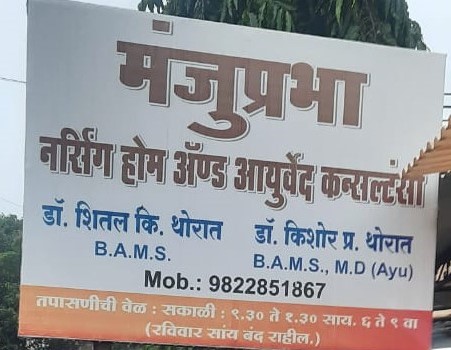 मंजुप्रभा
नर्सिंग होम ॲण्ड आयुर्वेद कन्सल्टंसी
डॉ. शितल कि. थोरात डॉ. किशोर प्र. थोरात
B.A.M.S. B.A.M.S., M.D (Ayu)
Mob.: 9822851867
तपासणीची वेळ : सकाळी : ९.३० ते १.३० साय. ६ ते ९ वा
(रविवार सांय बंद राहील.)